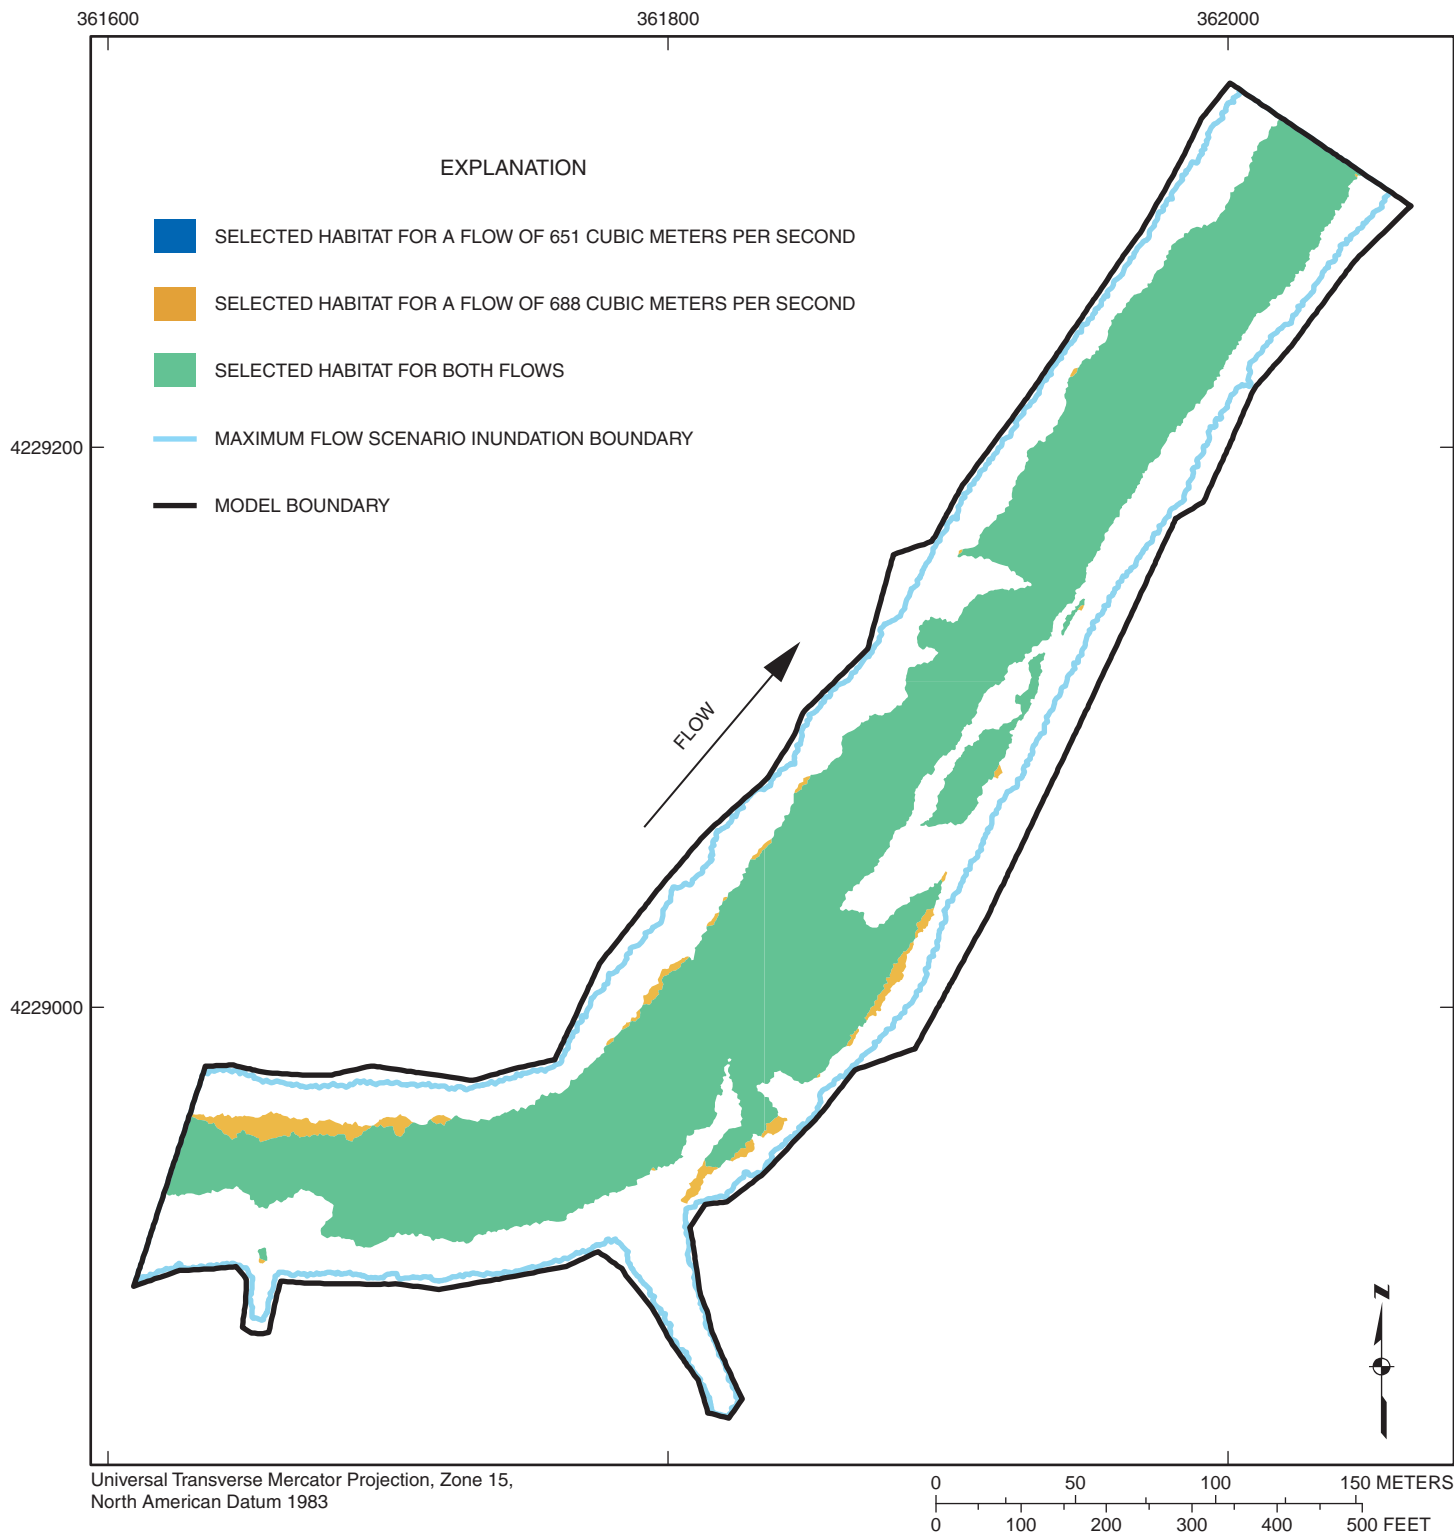 361600 361800 362000
EXPLANATION
SELECTED HABITAT FOR A FLOW OF 651 CUBIC METERS PER SECOND
SELECTED HABITAT FOR A FLOW OF 688 CUBIC METERS PER SECOND
SELECTED HABITAT FOR BOTH FLOWS
MAXIMUM FLOW SCENARIO INUNDATION BOUNDARY
4229200
MODEL BOUNDARY
FLOW
4229000
N
Universal Transverse Mercator Projection, Zone 15,
North American Datum 1983
0 50 100 150 METERS
0 100 200 300 400 500 FEET